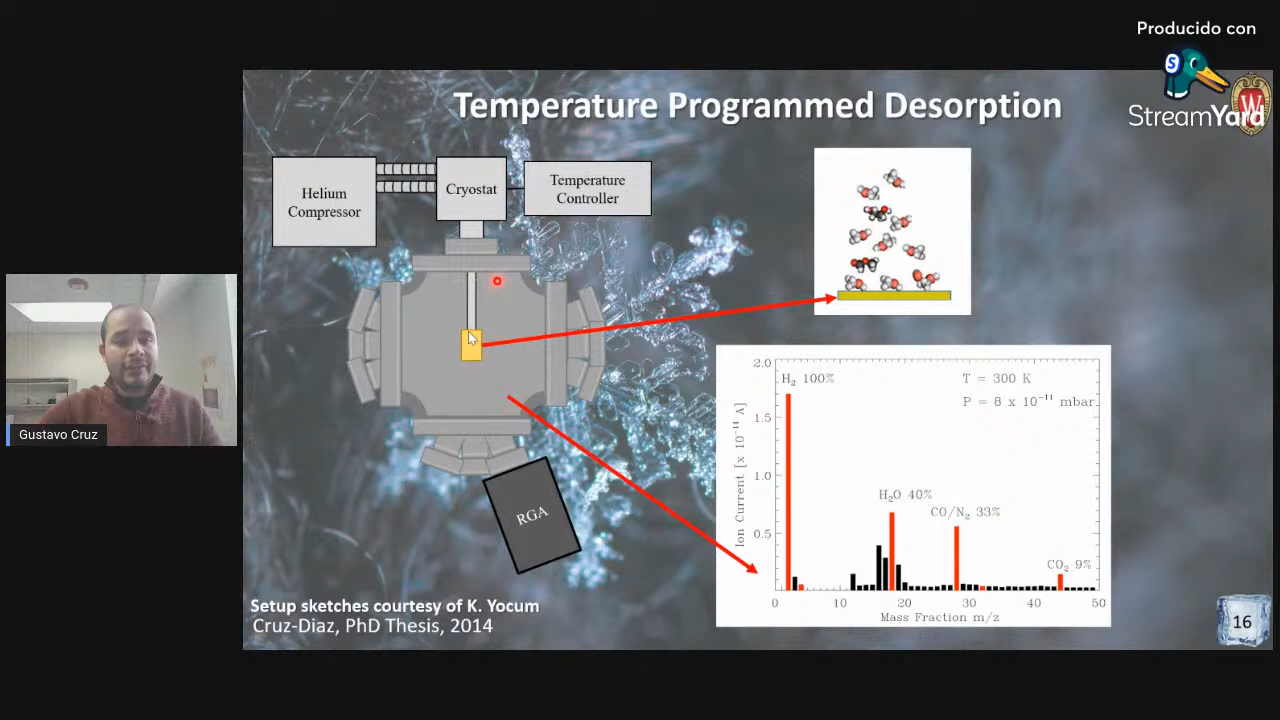 Producido con
StreamYard
Temperature Programmed Desorption
Helium
Compressor
Cryostat
Temperature
Controller
RGA
Gustavo Cruz
2.0
1.5
1.0
0.5
Ion Current [x 10⁻¹¹ A]
H₂ 100%
T = 300 K
P = 8 x 10⁻¹¹ mbar
H₂O 40%
CO/N₂ 33%
CO₂ 9%
0 10 20 30 40 50
Mass Fraction m/z
Setup sketches courtesy of K. Yocum
Cruz-Diaz, PhD Thesis, 2014
16
S
W